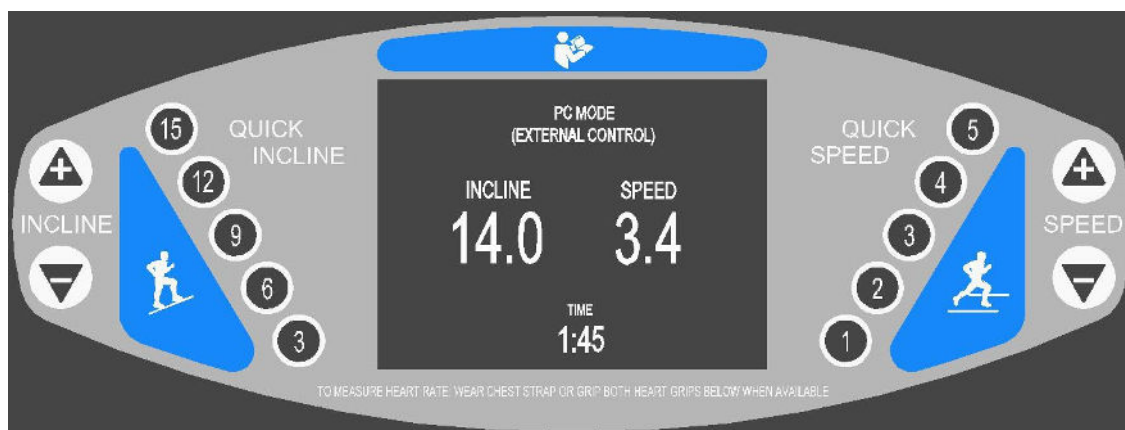 PC MODE
(EXTERNAL CONTROL)
INCLINE
14.0
SPEED
3.4
TIME
1:45
QUICK
INCLINE
15
12
9
6
3
INCLINE
QUICK
SPEED
5
4
3
2
1
SPEED
TO MEASURE HEART RATE, WEAR CHEST STRAP OR GRIP BOTH HEART GRIPS BELOW WHEN AVAILABLE